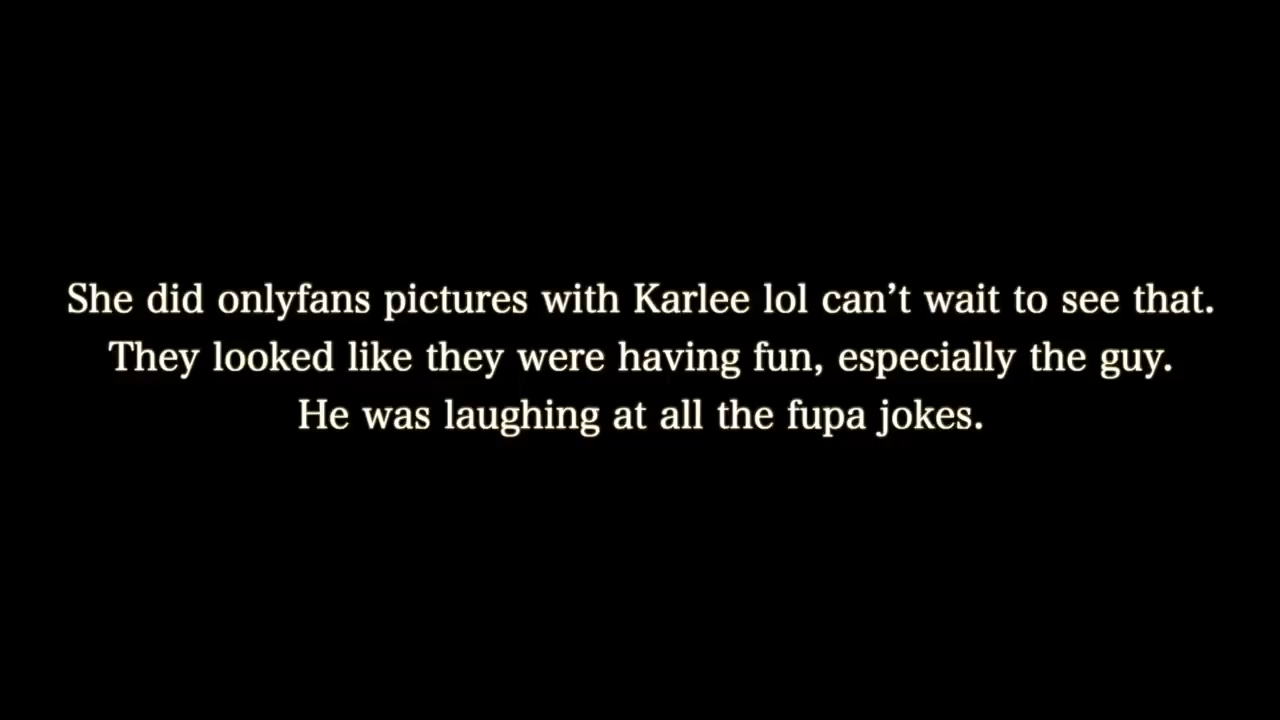 She did onlyfans pictures with Karlee lol can’t wait to see that.
They looked like they were having fun, especially the guy.
He was laughing at all the fupa jokes.